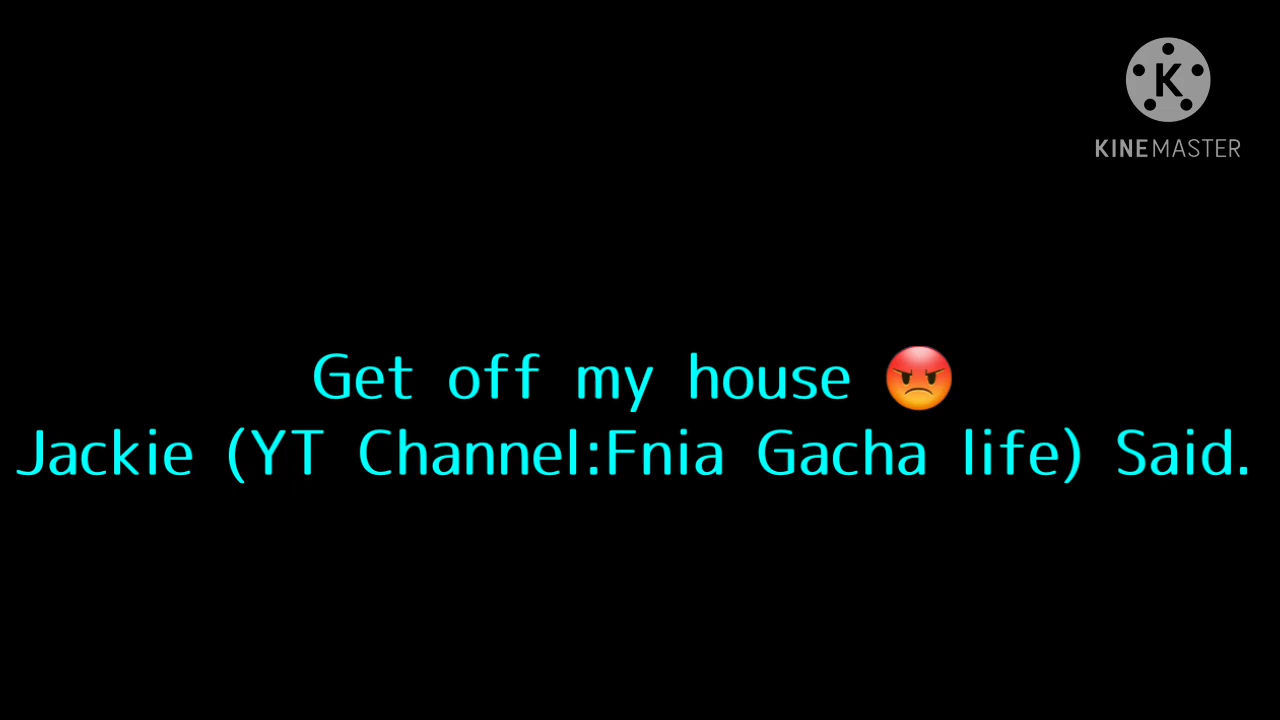 K
KINEMASTER
Get off my house 😡
Jackie (YT Channel:Fnia Gacha life) Said.